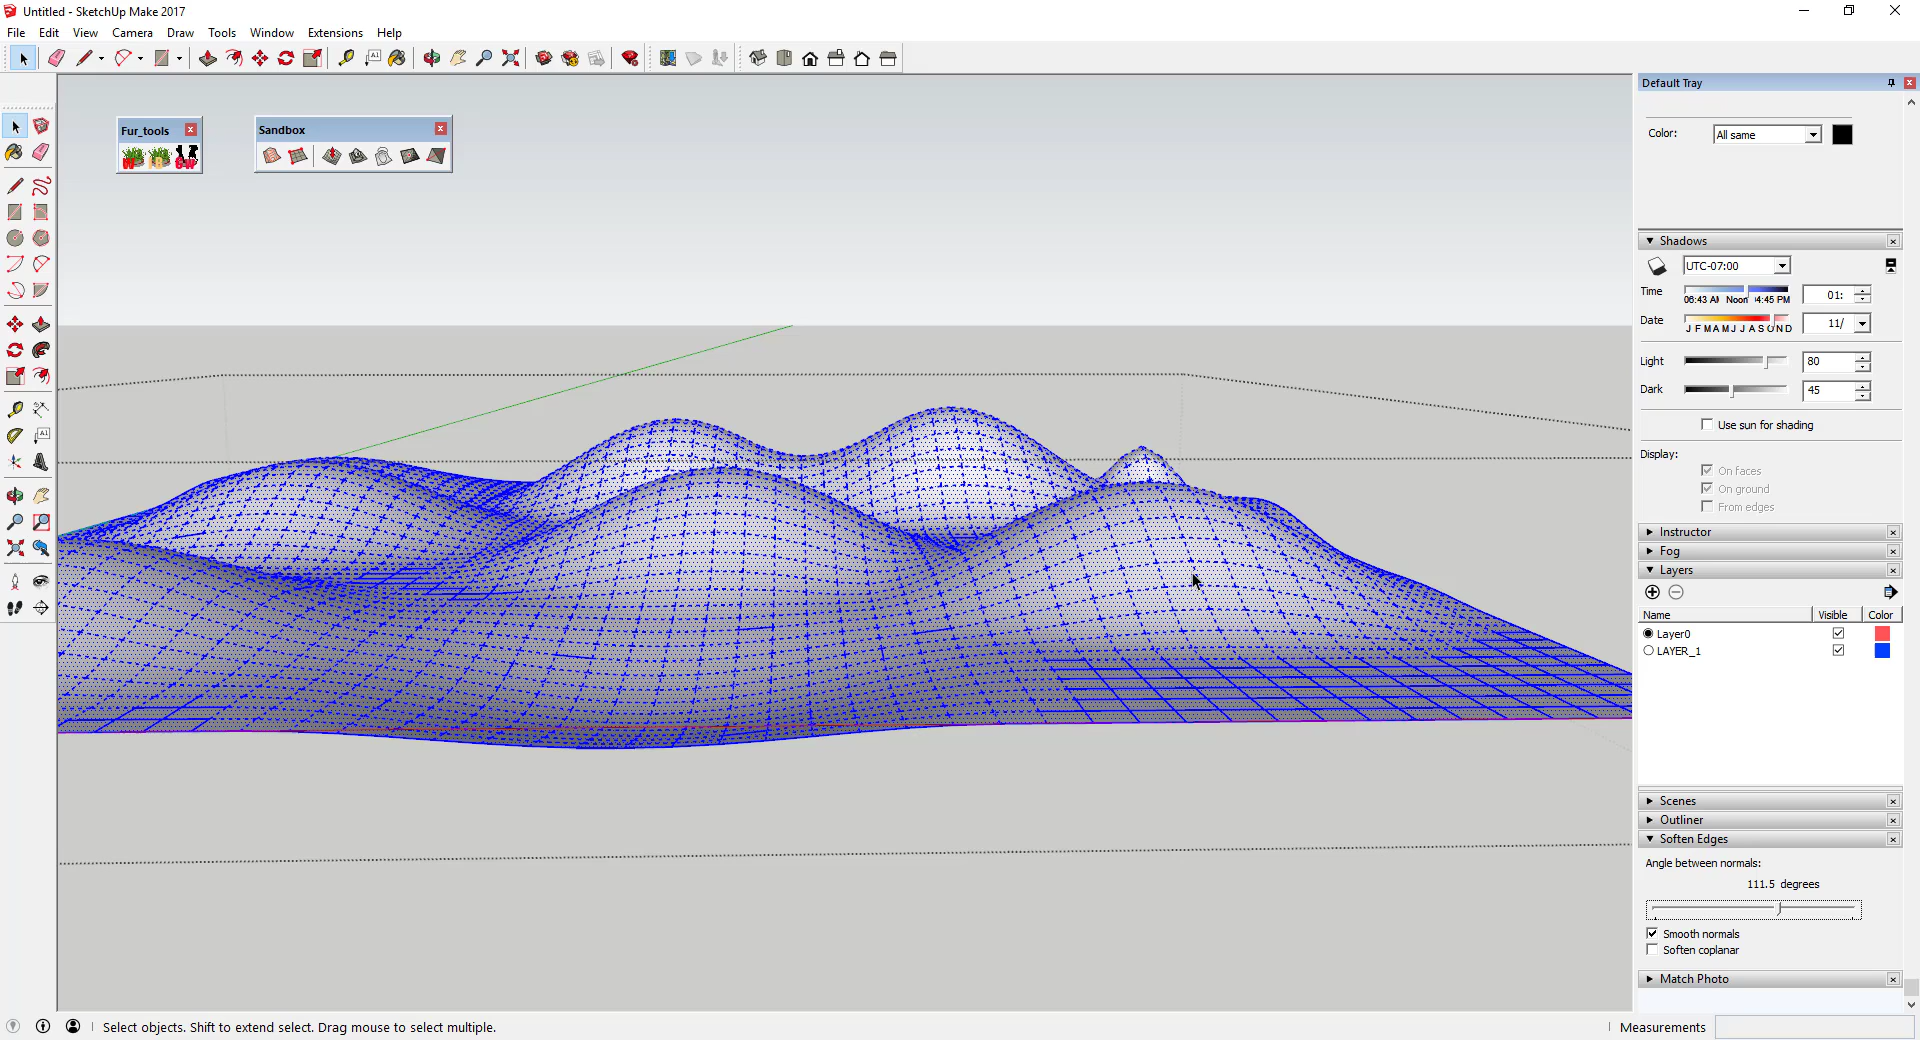 Untitled - SketchUp Make 2017
File Edit View Camera Draw Tools Window Extensions Help
Fur_tools
Sandbox
Default Tray
Color: All same
Shadows
UTC-07:00
Time 06:43 AM Noon 04:45 PM 01:
Date J F M A M J J A S O N D 11/
Light 80
Dark 45
Use sun for shading
Display:
On faces
On ground
From edges
Instructor
Fog
Layers
Name Visible Color
Layer0
LAYER_1
Scenes
Outliner
Soften Edges
Angle between normals:
111.5 degrees
Smooth normals
Soften coplanar
Match Photo
Select objects. Shift to extend select. Drag mouse to select multiple.
Measurements